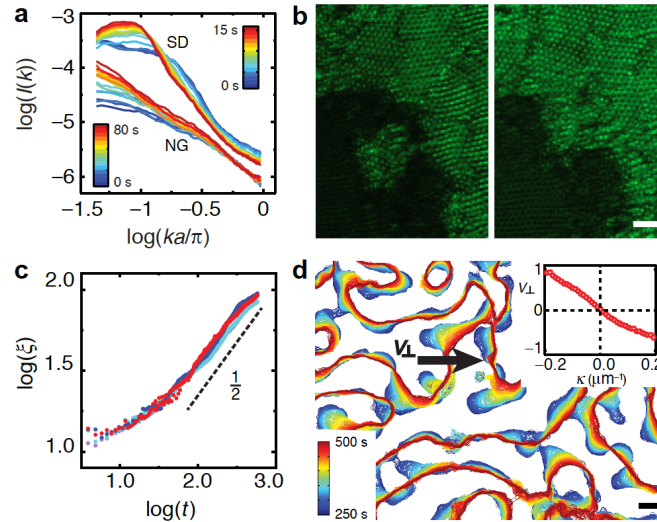 a
−3
−4
−5
−6
log(I(k))
SD
15 s
0 s
80 s
0 s
NG
−1.5
−1.0
−0.5
0
log(ka/π)
b
c
2.0
1.5
1.0
log(ξ)
1/2
1.0
2.0
3.0
log(t)
d
V⊥
500 s
250 s
1
V⊥
0
−1
−0.2
0.0
0.2
κ (μm⁻¹)